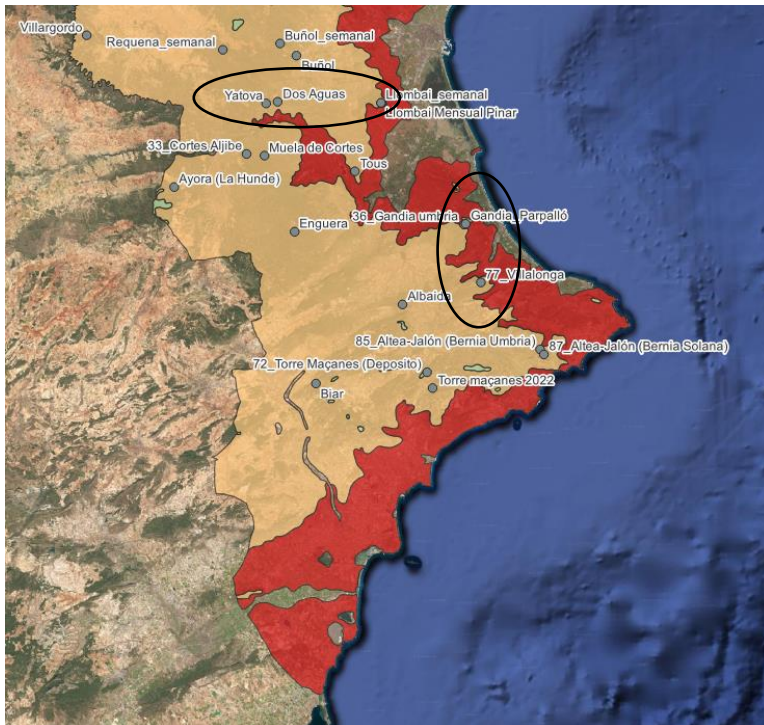 Villargordo
Requena_semanal
Buñol_semanal
Buñol
Yatova
Dos Aguas
Llombai_semanal
Llombai Mensual Pinar
33_Cortes Aljibe
Muela de Cortes
Tous
Ayora (La Hunde)
36_Gandia umbria
Gandia_Parpalló
Enguera
77_Villalonga
Albaida
85_Altea-Jalón (Bernia Umbria)
87_Altea-Jalón (Bernia Solana)
72_Torre Maçanes (Deposito)
Torre maçanes 2022
Biar